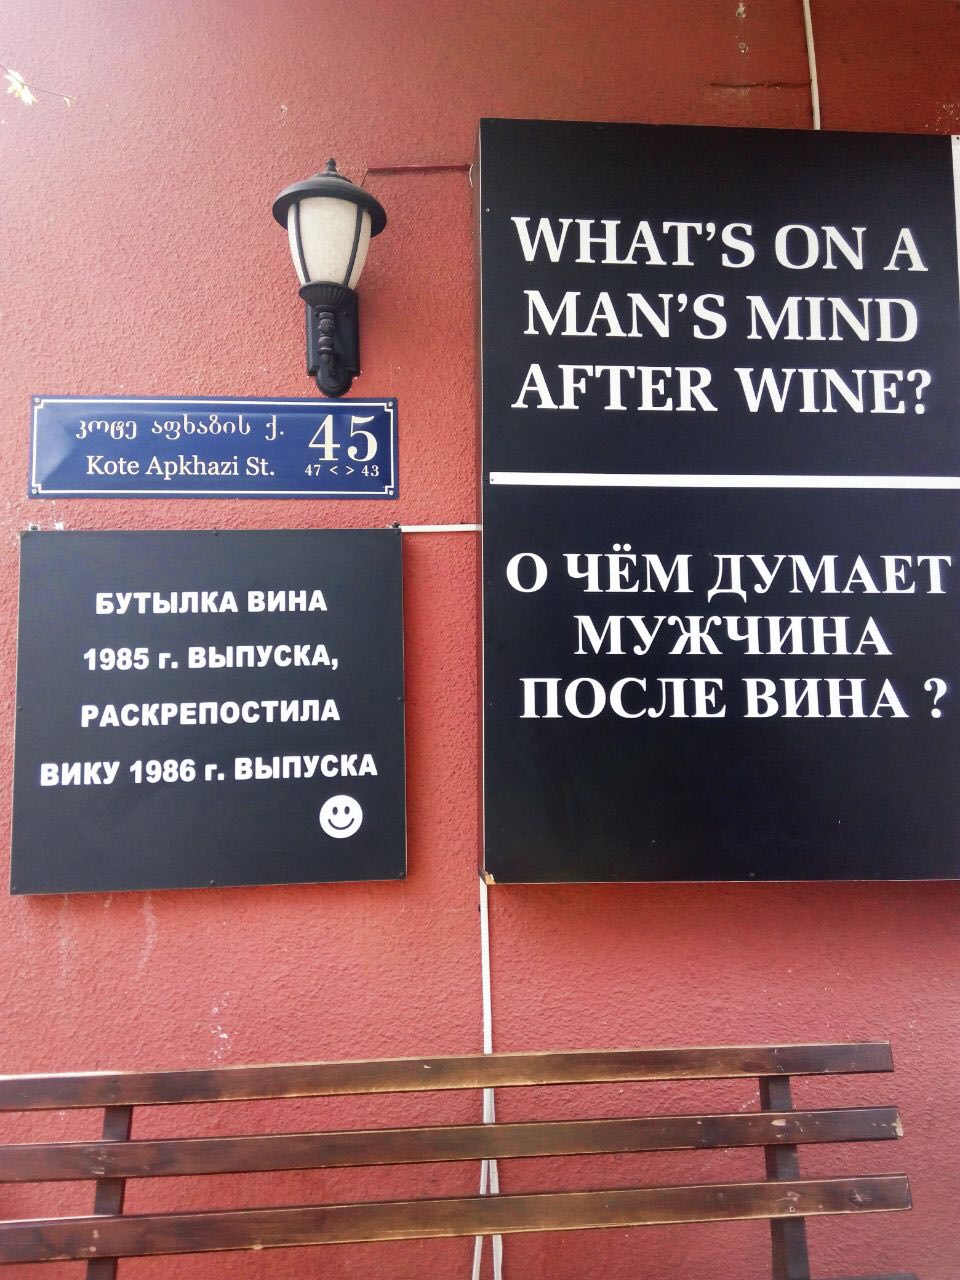 კოტე აფხაზის ქ.
Kote Apkhazi St.
45
47 < > 43
БУТЫЛКА ВИНА
1985 г. ВЫПУСКА,
РАСКРЕПОСТИЛА
ВИКУ 1986 г. ВЫПУСКА
WHAT'S ON A
MAN'S MIND
AFTER WINE?
О ЧЁМ ДУМАЕТ
МУЖЧИНА
ПОСЛЕ ВИНА ?